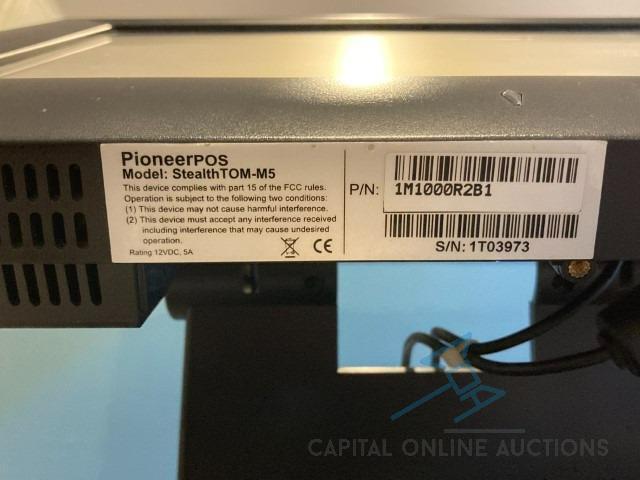 PioneerPOS
Model: StealthTOM-M5
This device complies with part 15 of the FCC rules.
Operation is subject to the following two conditions:
(1) This device may not cause harmful interference.
(2) This device must accept any interference received
including interference that may cause undesired
operation.
Rating 12VDC, 5A
CE
P/N:
1M1000R2B1
S/N: 1T03973
CAPITAL ONLINE AUCTIONS